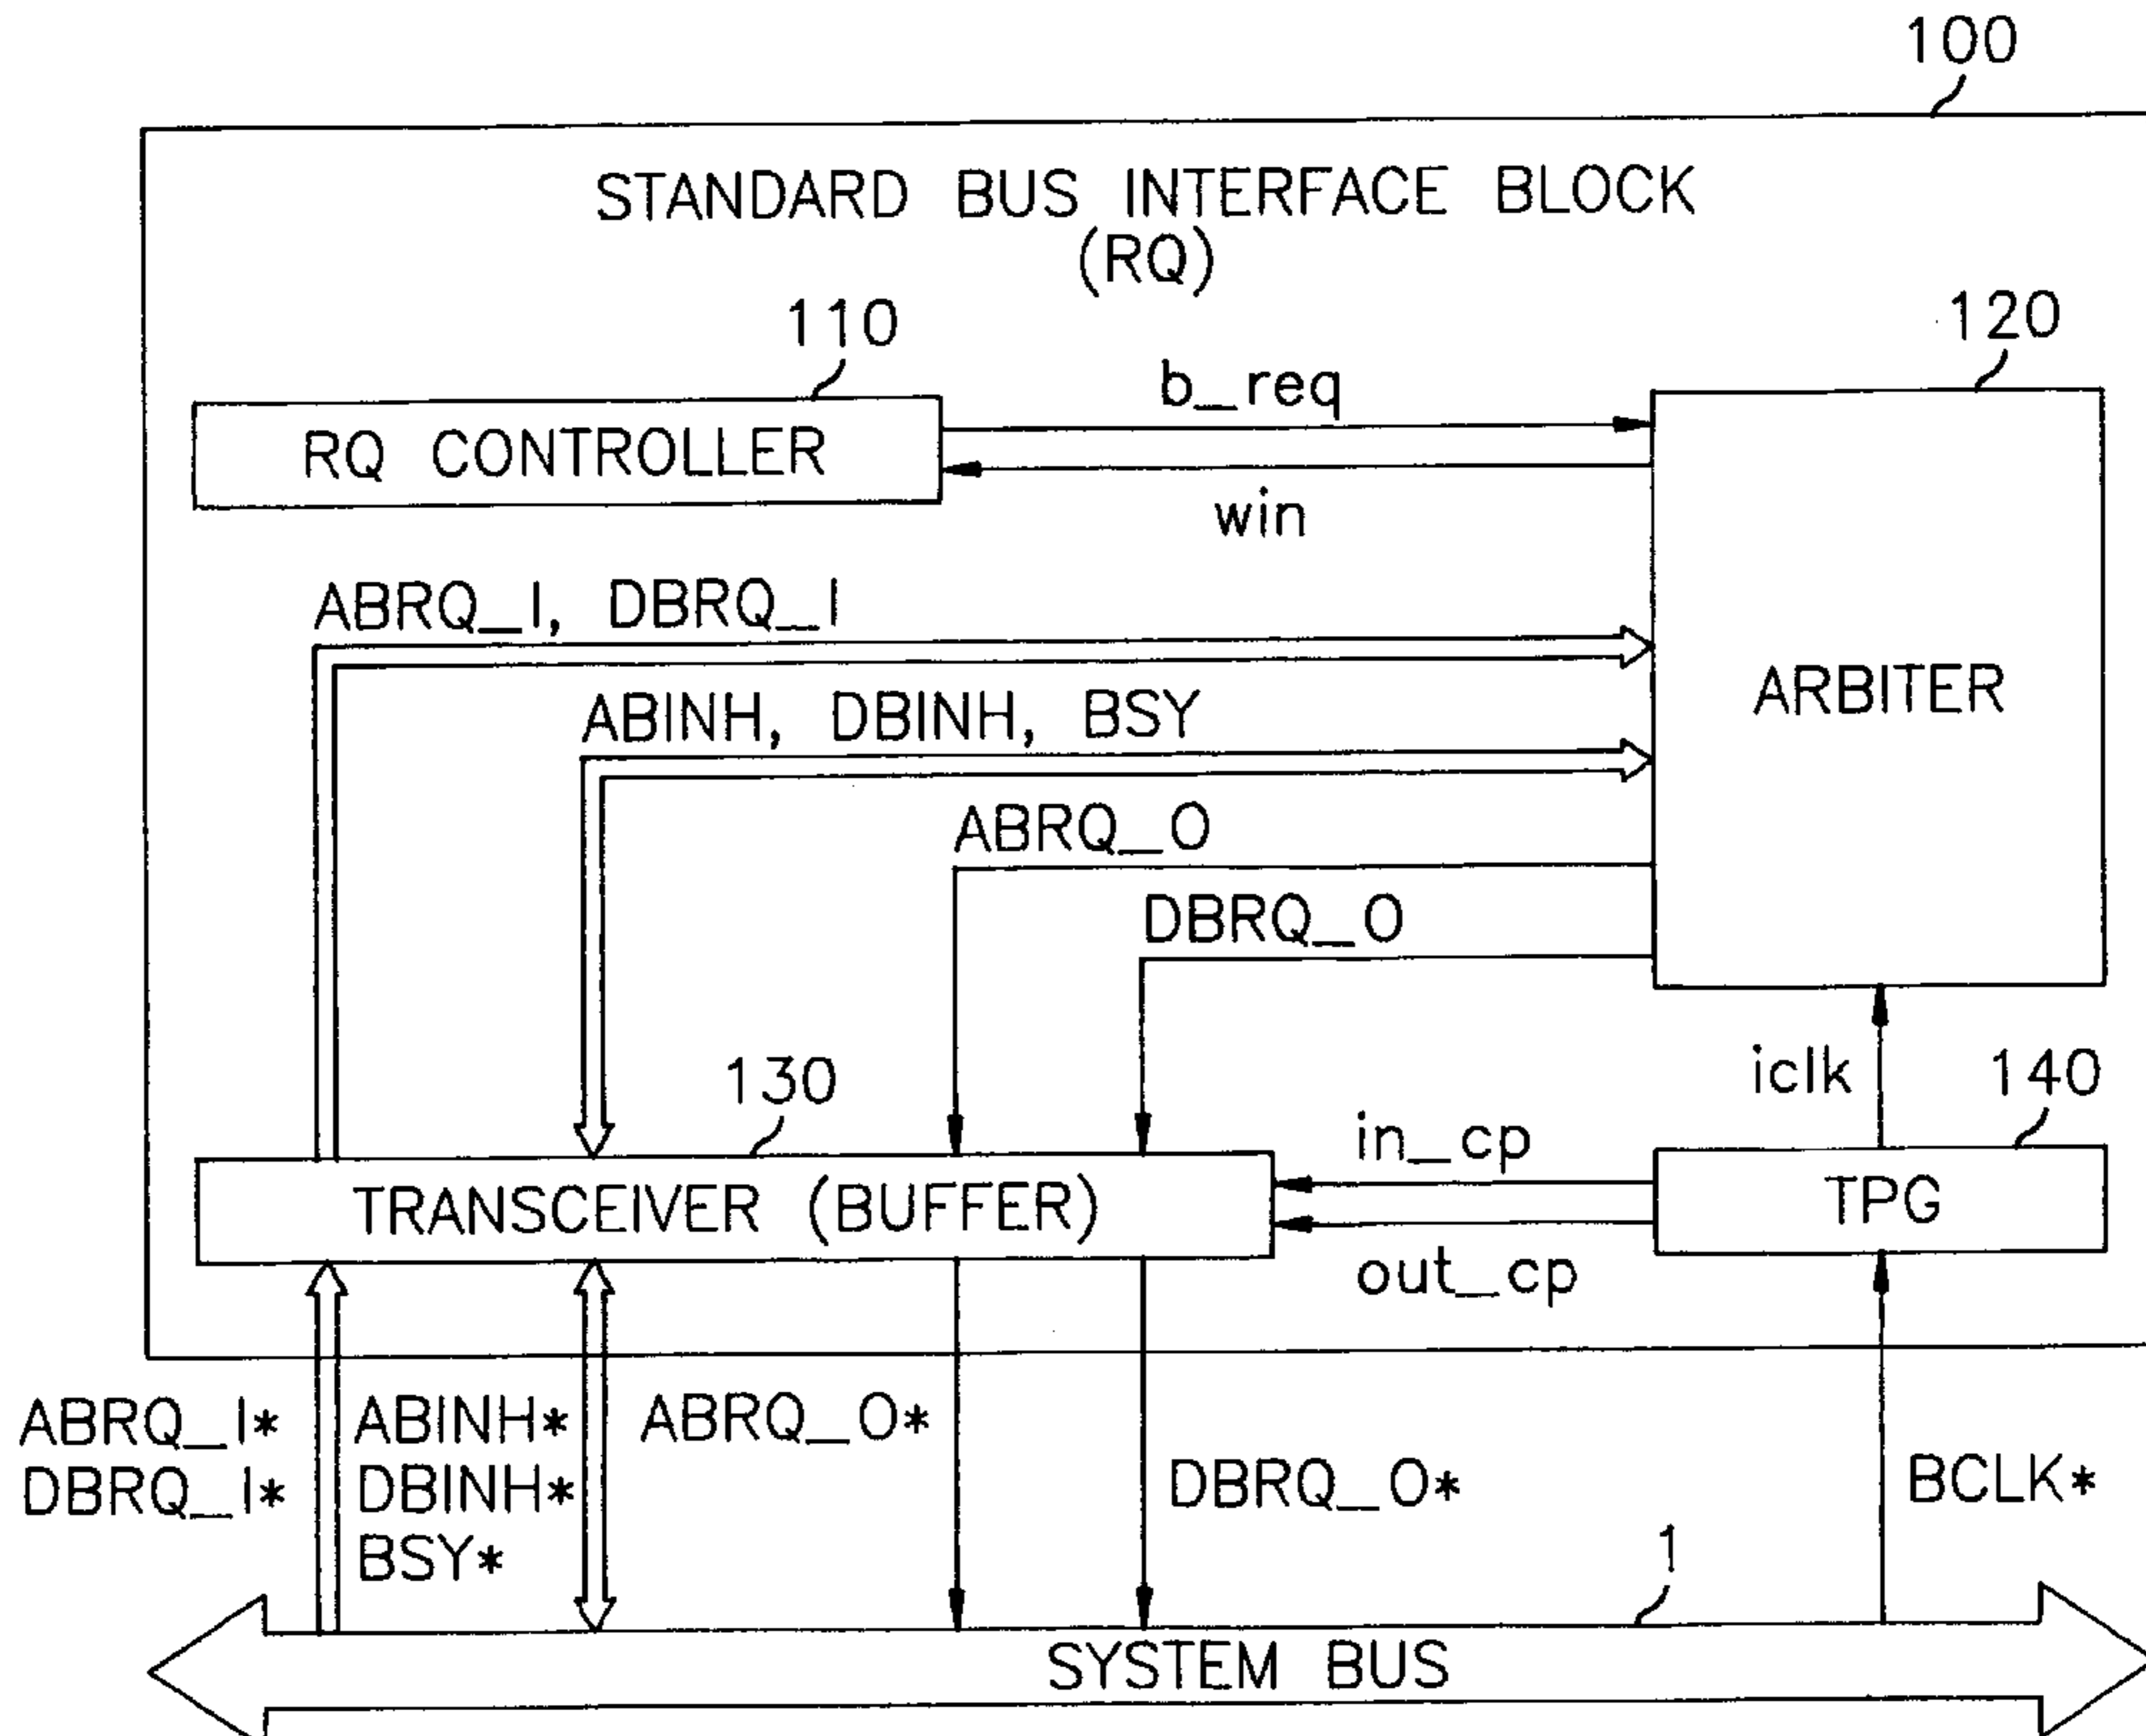 100
STANDARD BUS INTERFACE BLOCK
(RQ)
110
120
b_req
RQ CONTROLLER
win
ABRQ_I, DBRQ_I
ARBITER
ABINH, DBINH, BSY
ABRQ_O
DBRQ_O
130
iclk
140
in_cp
TRANSCEIVER (BUFFER)
TPG
out_cp
ABRQ_I*
DBRQ_I*
ABINH*
DBINH*
BSY*
ABRQ_O*
DBRQ_O*
BCLK*
1
SYSTEM BUS